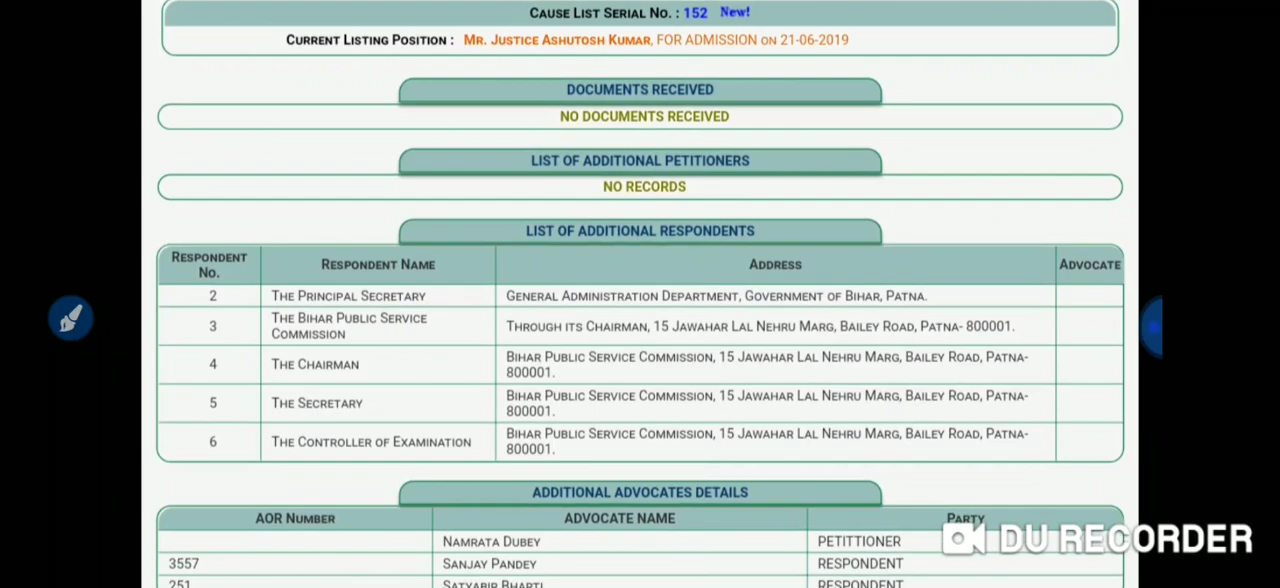 CAUSE LIST SERIAL NO. : 152 New!
CURRENT LISTING POSITION : MR. JUSTICE ASHUTOSH KUMAR, FOR ADMISSION ON 21-06-2019
DOCUMENTS RECEIVED
NO DOCUMENTS RECEIVED
LIST OF ADDITIONAL PETITIONERS
NO RECORDS
LIST OF ADDITIONAL RESPONDENTS
RESPONDENT NO. RESPONDENT NAME ADDRESS ADVOCATE
2 THE PRINCIPAL SECRETARY GENERAL ADMINISTRATION DEPARTMENT, GOVERNMENT OF BIHAR, PATNA.
3 THE BIHAR PUBLIC SERVICE COMMISSION THROUGH ITS CHAIRMAN, 15 JAWAHAR LAL NEHRU MARG, BAILEY ROAD, PATNA- 800001.
4 THE CHAIRMAN BIHAR PUBLIC SERVICE COMMISSION, 15 JAWAHAR LAL NEHRU MARG, BAILEY ROAD, PATNA- 800001.
5 THE SECRETARY BIHAR PUBLIC SERVICE COMMISSION, 15 JAWAHAR LAL NEHRU MARG, BAILEY ROAD, PATNA- 800001.
6 THE CONTROLLER OF EXAMINATION BIHAR PUBLIC SERVICE COMMISSION, 15 JAWAHAR LAL NEHRU MARG, BAILEY ROAD, PATNA- 800001.
ADDITIONAL ADVOCATES DETAILS
AOR NUMBER ADVOCATE NAME PARTY
NAMRATA DUBEY PETITTIONER
DU RECORDER
3557 SANJAY PANDEY RESPONDENT
251 SATYABIR BHARTI RESPONDENT